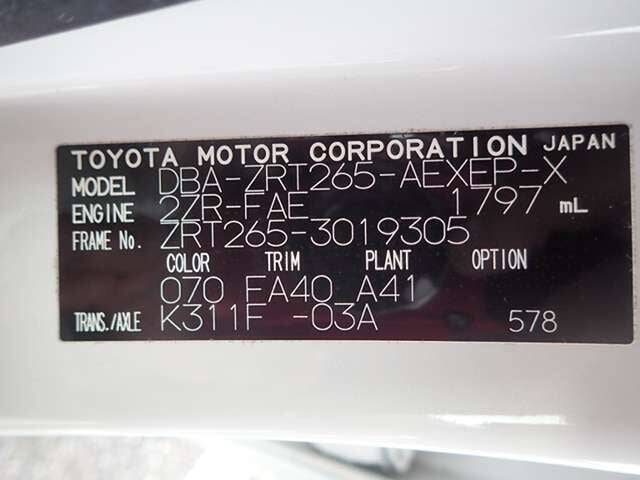 TOYOTA MOTOR CORPORATION JAPAN
MODEL DBA-ZRT265-AEXEP-X
ENGINE 2ZR-FAE 1797 mL
FRAME No. ZRT265-3019305
COLOR TRIM PLANT OPTION
070 FA40 A41
TRANS./AXLE K311F -03A 578